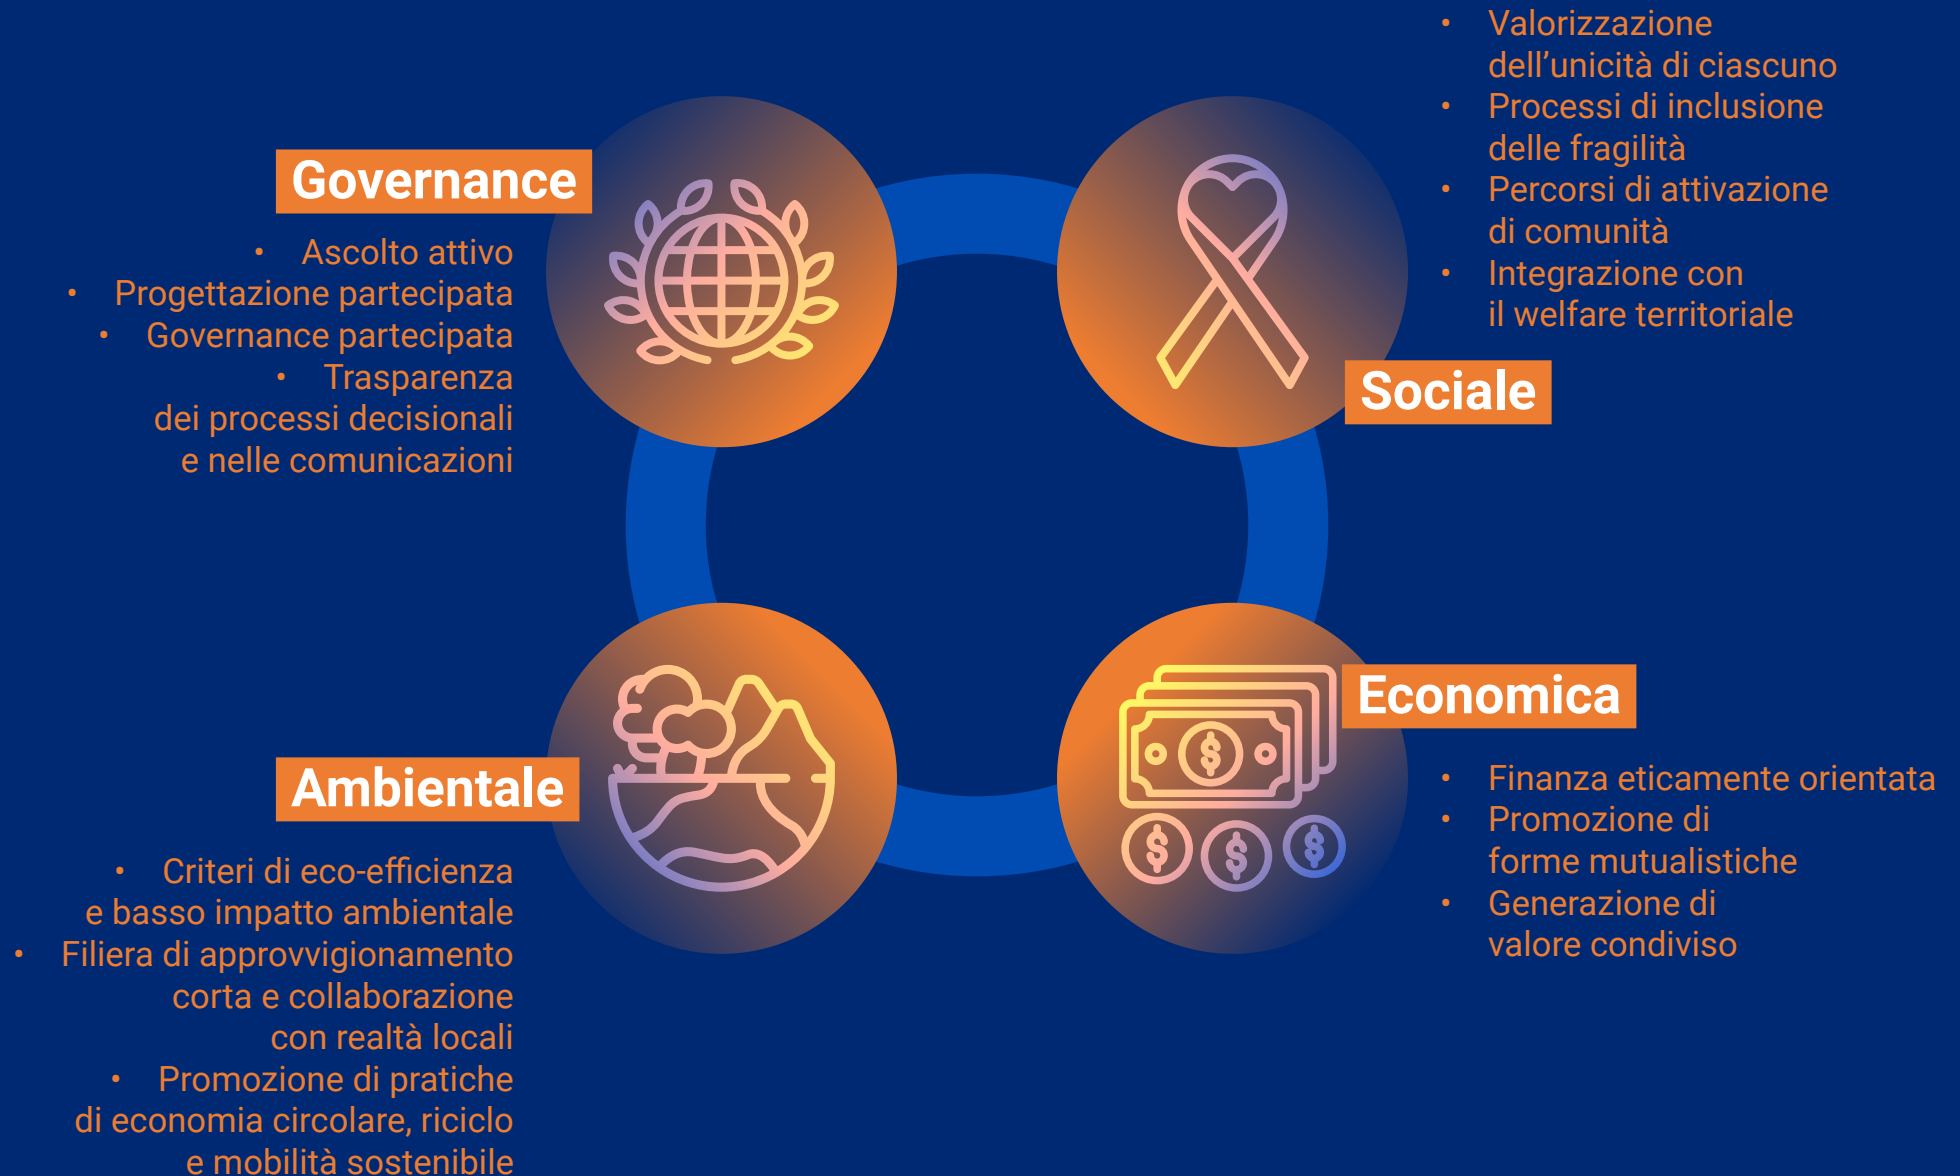 Governance
• Ascolto attivo
• Progettazione partecipata
• Governance partecipata
• Trasparenza
dei processi decisionali
e nelle comunicazioni
• Valorizzazione
dell’unicità di ciascuno
• Processi di inclusione
delle fragilità
• Percorsi di attivazione
di comunità
• Integrazione con
il welfare territoriale
Sociale
Ambientale
• Criteri di eco-efficienza
e basso impatto ambientale
• Filiera di approvvigionamento
corta e collaborazione
con realtà locali
• Promozione di pratiche
di economia circolare, riciclo
e mobilità sostenibile
Economica
• Finanza eticamente orientata
• Promozione di
forme mutualistiche
• Generazione di
valore condiviso